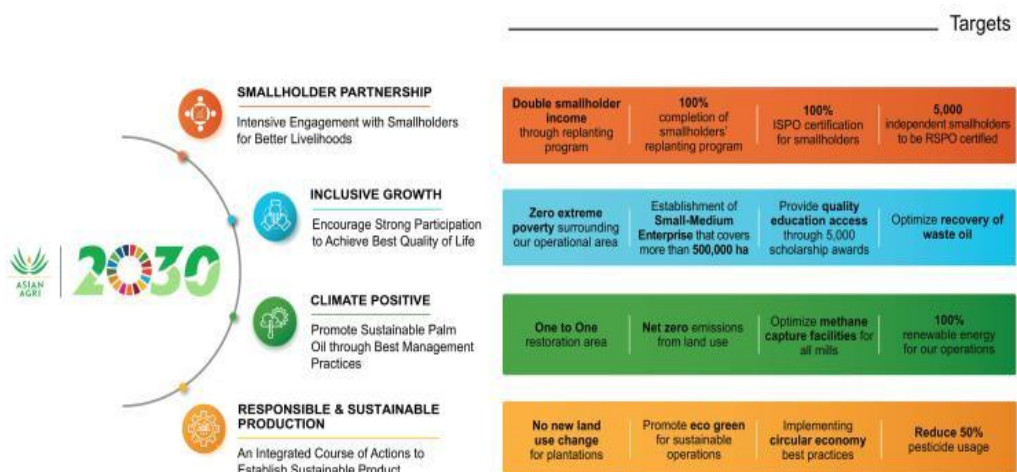 Targets
SMALLHOLDER PARTNERSHIP
Intensive Engagement with Smallholders
for Better Livelihoods
Double smallholder
income
through replanting
program
100%
completion of
smallholders'
replanting program
100%
ISPO certification
for smallholders
5,000
independent smallholders
to be RSPO certified
INCLUSIVE GROWTH
Encourage Strong Participation
to Achieve Best Quality of Life
Zero extreme
poverty surrounding
our operational area
Establishment of
Small-Medium
Enterprise that covers
more than 500,000 ha
Provide quality
education access
through 5,000
scholarship awards
Optimize recovery of
waste oil
ASIAN
AGRI
2030
CLIMATE POSITIVE
Promote Sustainable Palm
Oil through Best Management
Practices
One to One
restoration area
Net zero emissions
from land use
Optimize methane
capture facilities for
all mills
100%
renewable energy
for our operations
RESPONSIBLE & SUSTAINABLE
PRODUCTION
An Integrated Course of Actions to
Establish Sustainable Product
No new land
use change
for plantations
Promote eco green
for sustainable
operations
Implementing
circular economy
best practices
Reduce 50%
pesticide usage